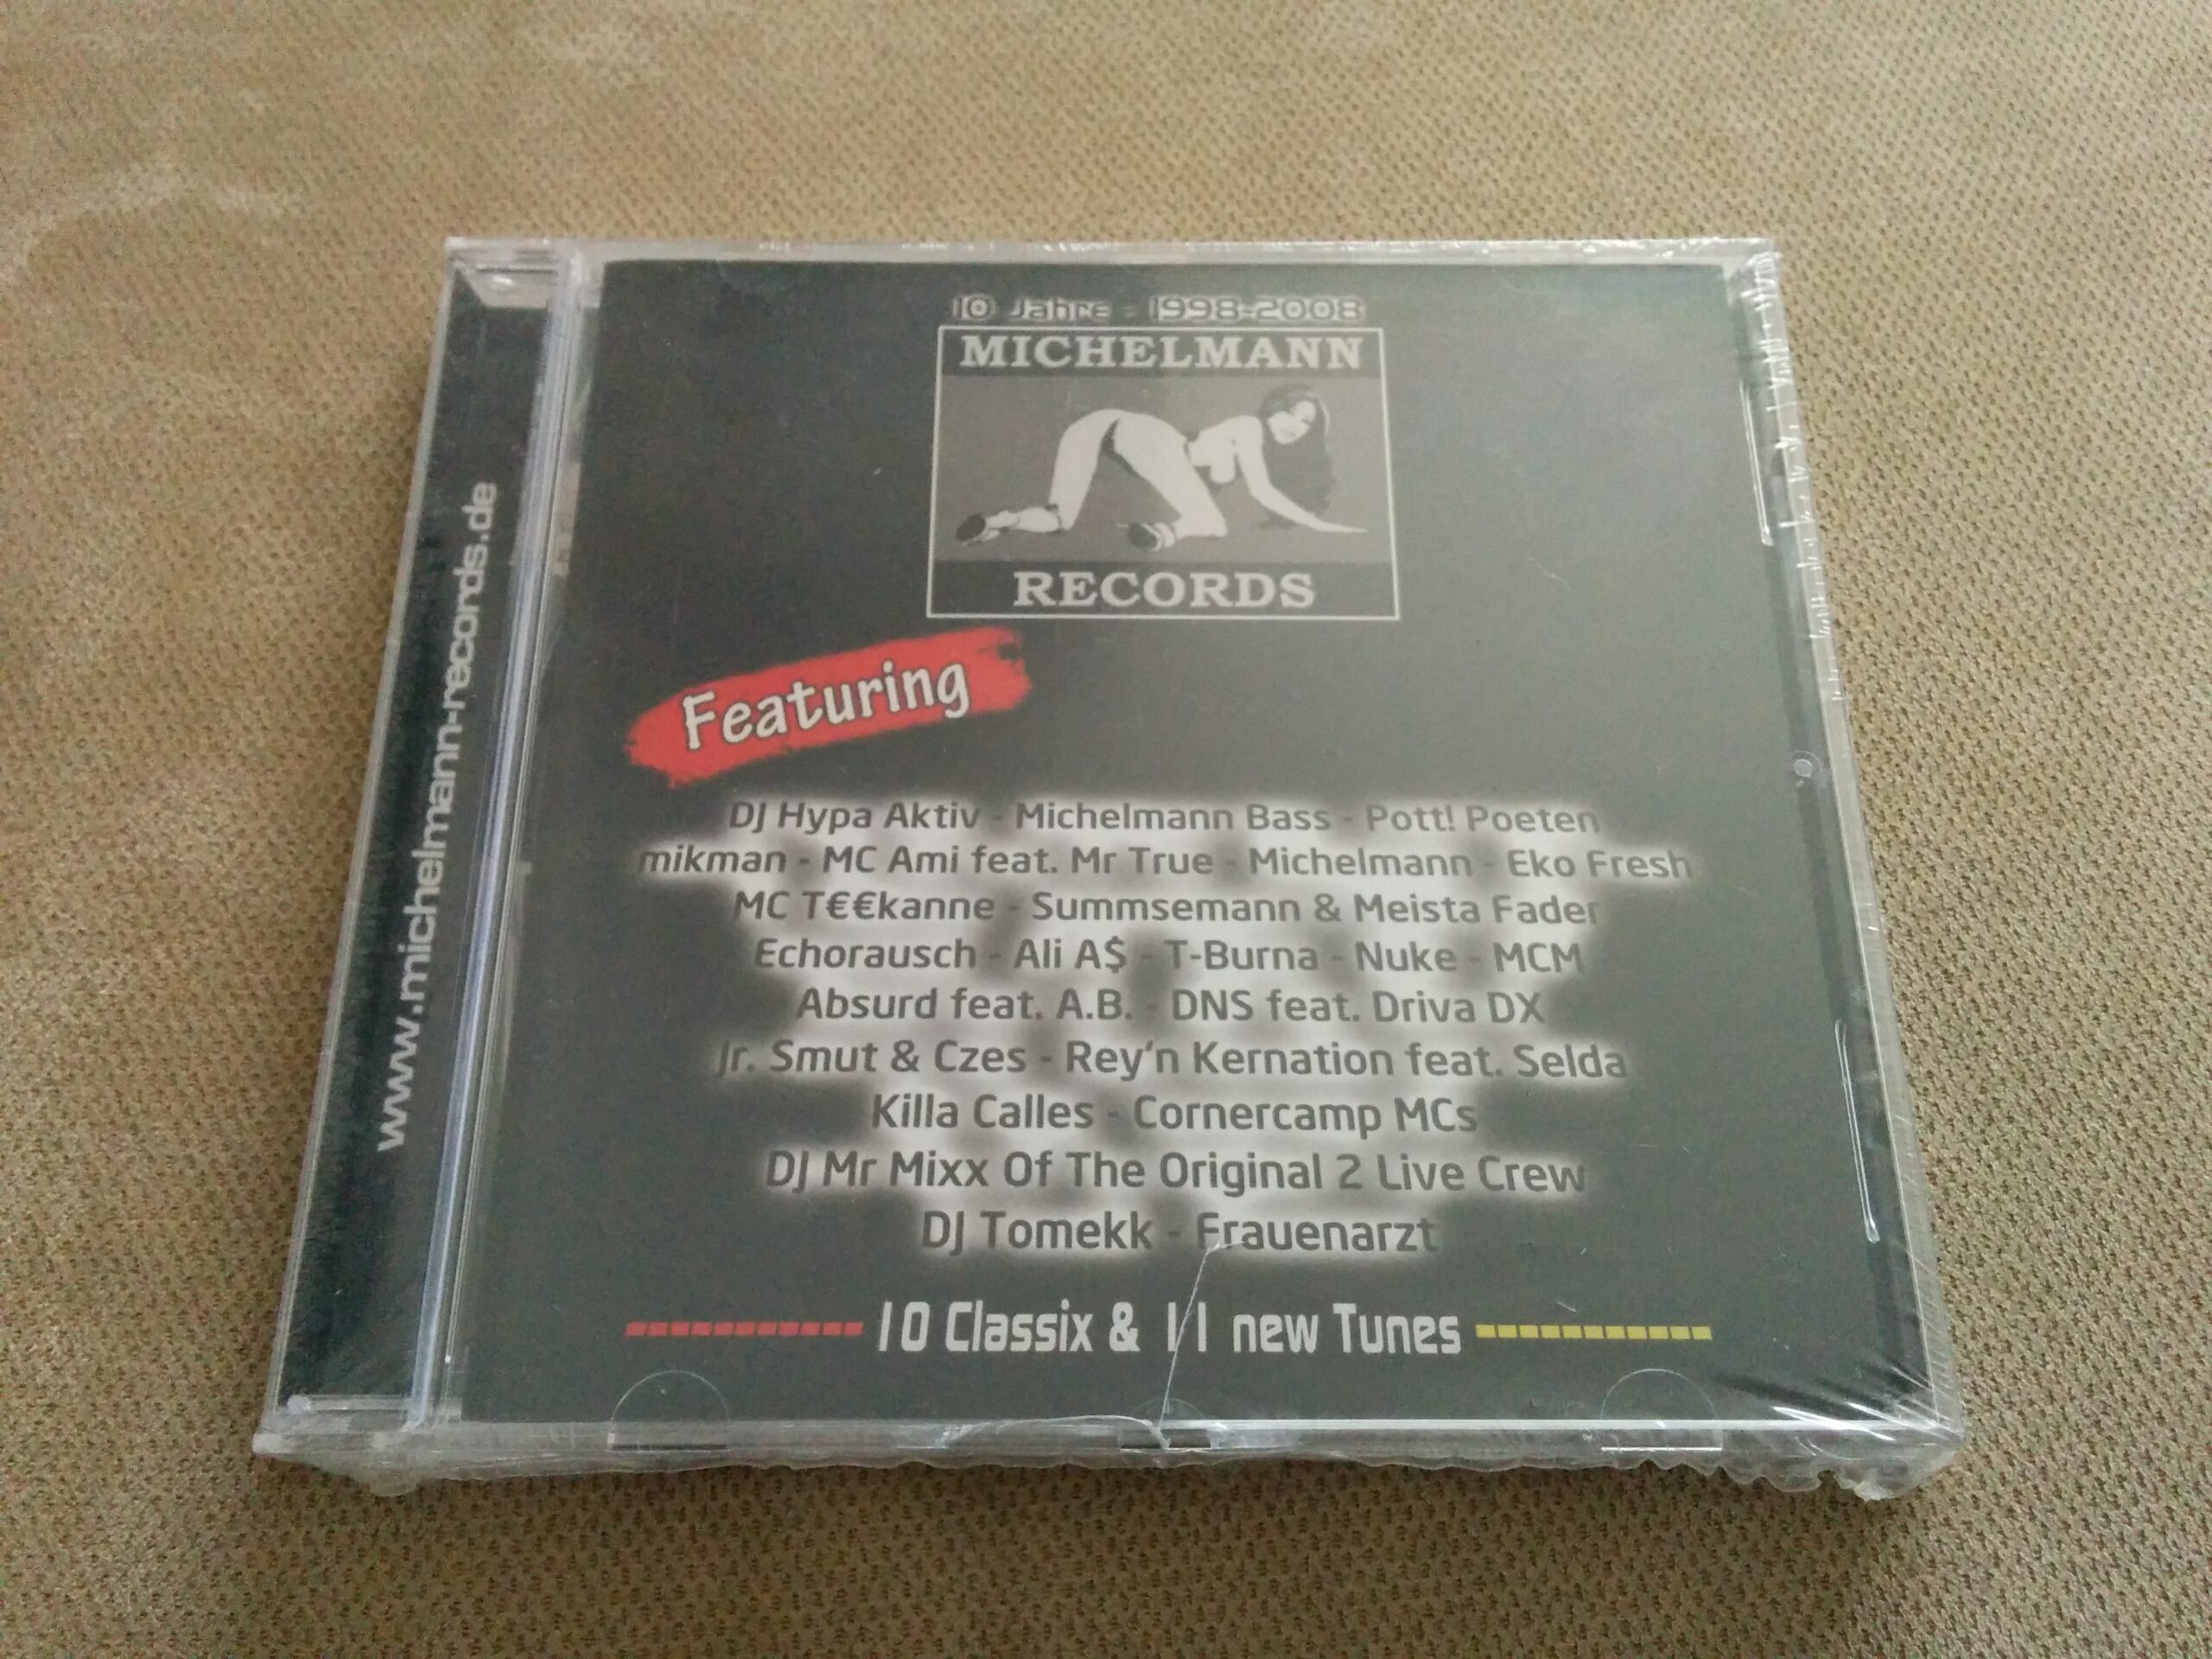 10 Jahre - 1998-2008
MICHELMANN
RECORDS
Featuring
DJ Hypa Aktiv - Michelmann Bass - Pott! Poeten
mikman - MC Ami feat. Mr True - Michelmann - Eko Fresh
MC T€€kanne - Summsemann & Meista Fader
Echorausch - Ali A$ - T-Burna - Nuke - MCM
Absurd feat. A.B. - DNS feat. Driva DX
Jr. Smut & Czes - Rey'n Kernation feat. Selda
Killa Calles - Cornercamp MCs
DJ Mr Mixx Of The Original 2 Live Crew
DJ Tomekk - Frauenarzt
10 Classix & 11 new Tunes
www.michelmann-records.de